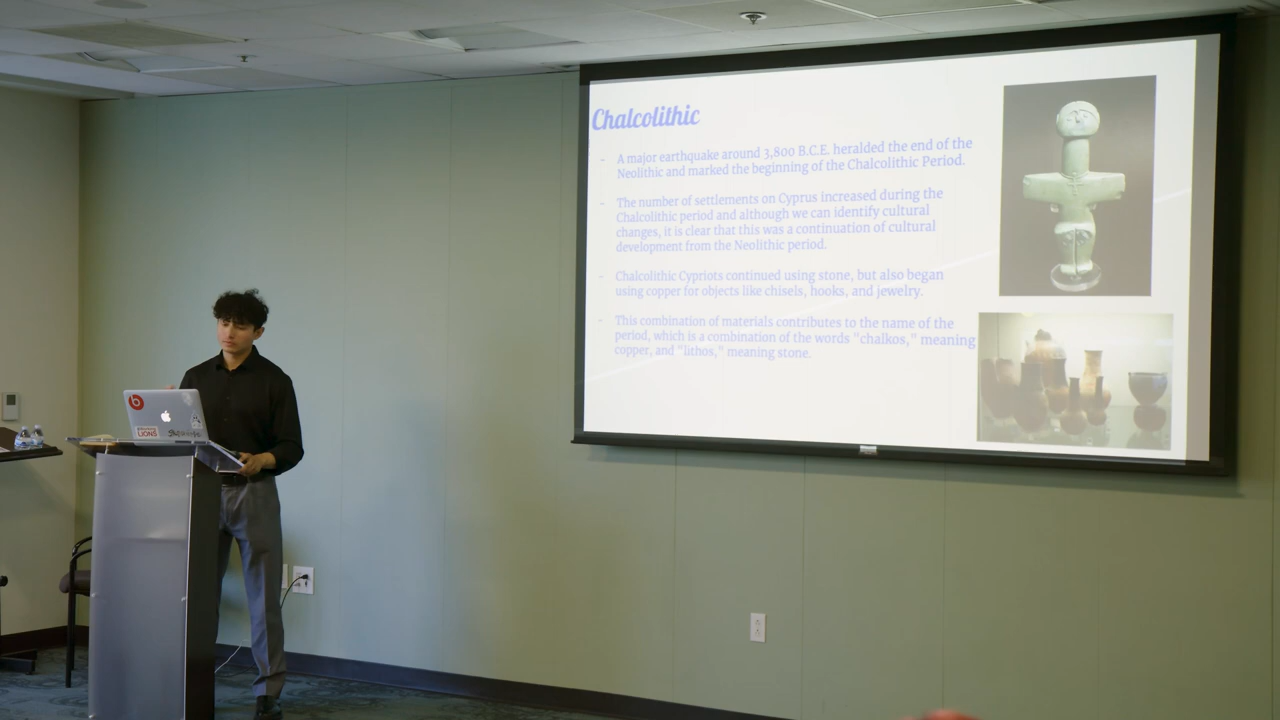 Chalcolithic
- A major earthquake around 3,800 B.C.E. heralded the end of the
Neolithic and marked the beginning of the Chalcolithic Period.
- The number of settlements on Cyprus increased during the
Chalcolithic period and although we can identify cultural
changes, it is clear that this was a continuation of cultural
development from the Neolithic period.
- Chalcolithic Cypriots continued using stone, but also began
using copper for objects like chisels, hooks, and jewelry.
- This combination of materials contributes to the name of the
period, which is a combination of the words "chalkos," meaning
copper, and "lithos," meaning stone.
LIONS